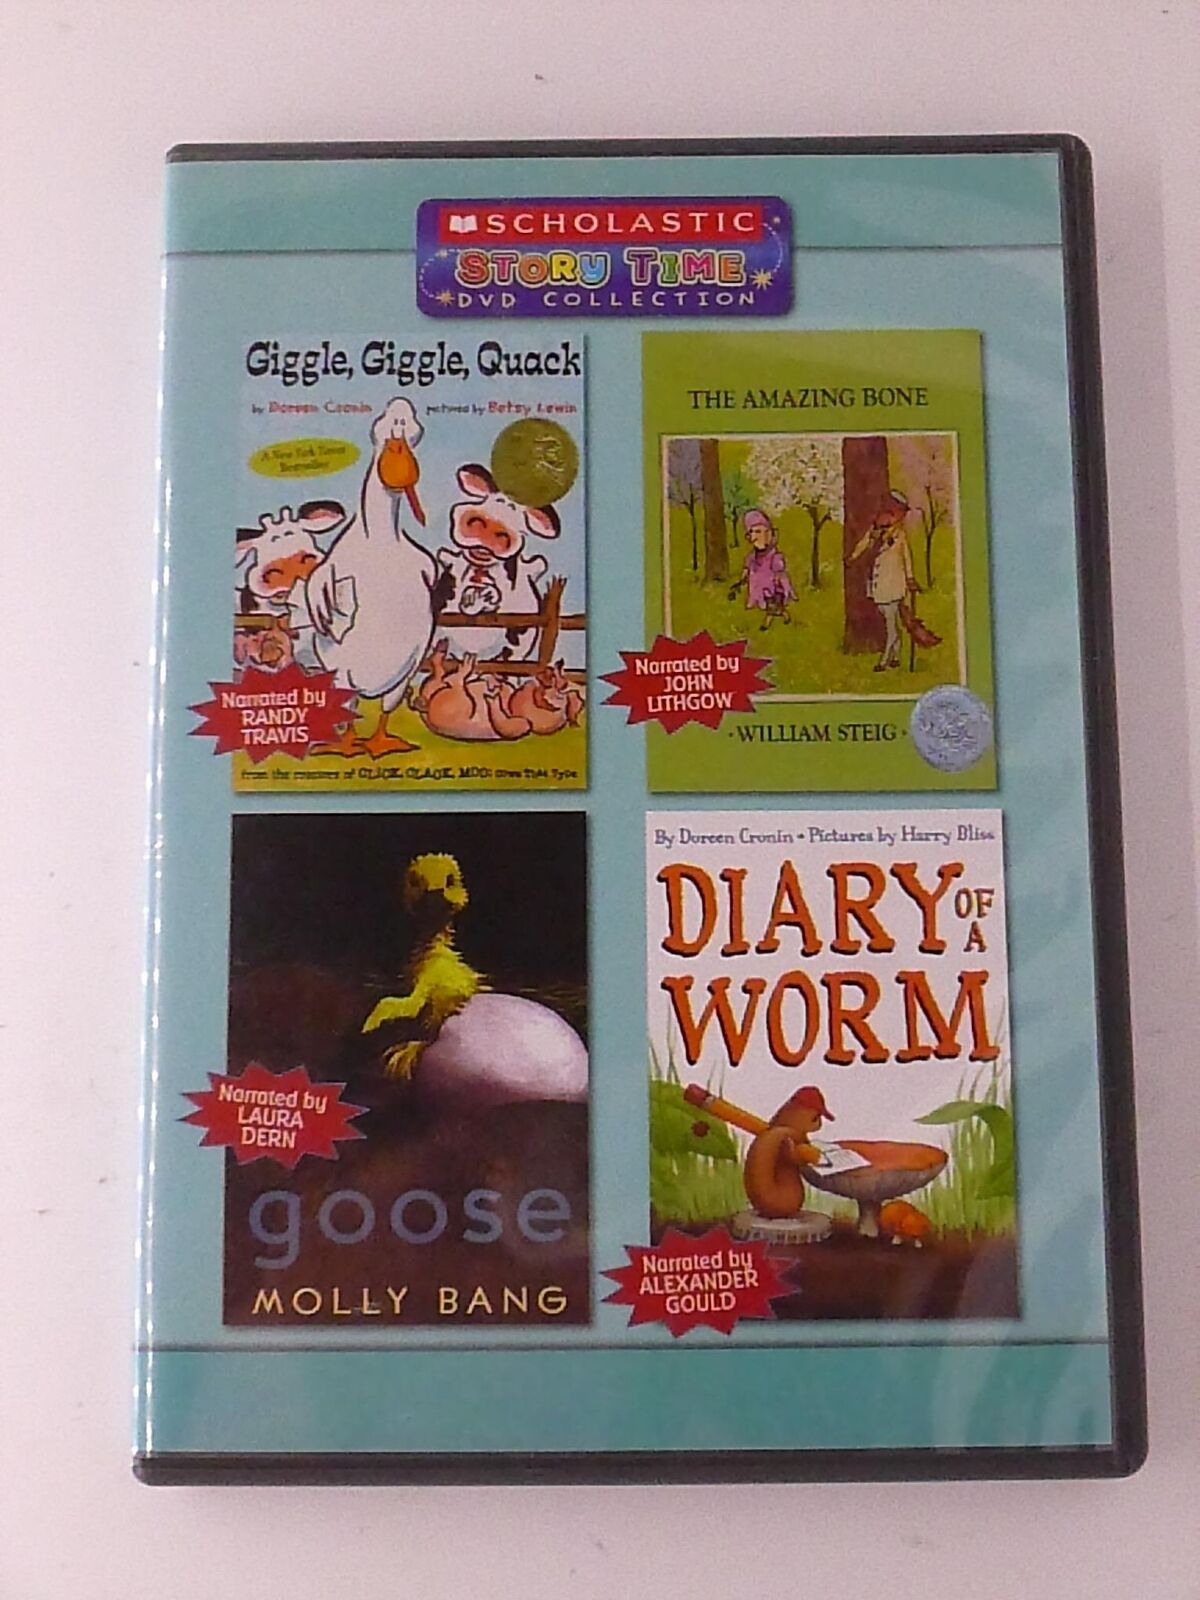 SCHOLASTIC
STORY TIME
DVD COLLECTION
Giggle, Giggle, Quack
by Doreen Cronin pictures by Betsy Lewin
A New York Times
Bestseller
Narrated by
RANDY
TRAVIS
from the creators of CLICK, CLACK, MOO: Cows That Type
THE AMAZING BONE
Narrated by
JOHN
LITHGOW
·WILLIAM STEIG·
Narrated by
LAURA
DERN
goose
MOLLY BANG
By Doreen Cronin • Pictures by Harry Bliss
DIARY OF
A
WORM
Narrated by
ALEXANDER
GOULD